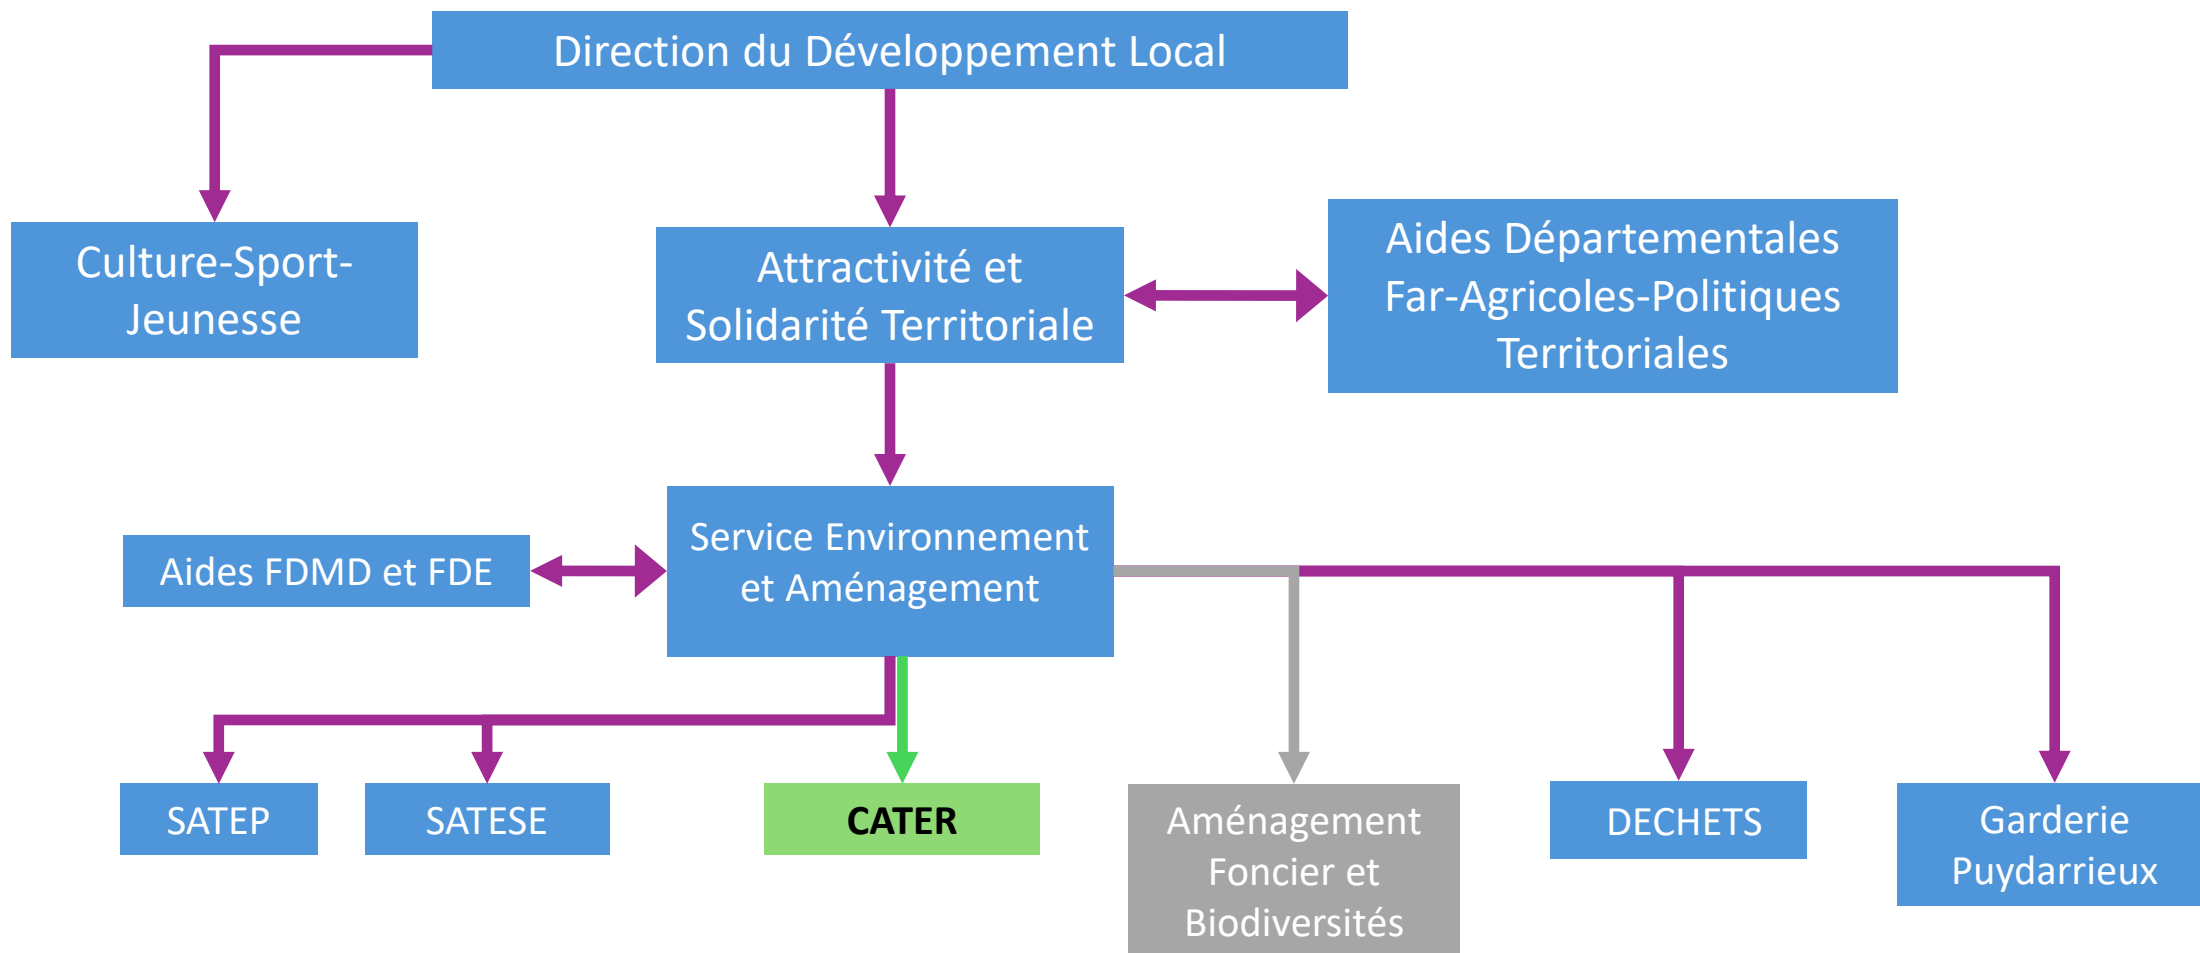 Direction du Développement Local
Culture-Sport-
Jeunesse
Attractivité et
Solidarité Territoriale
Aides Départementales
Far-Agricoles-Politiques
Territoriales
Aides FDMD et FDE
Service Environnement
et Aménagement
SATEP
SATESE
CATER
Aménagement
Foncier et
Biodiversités
DECHETS
Garderie
Puydarrieux